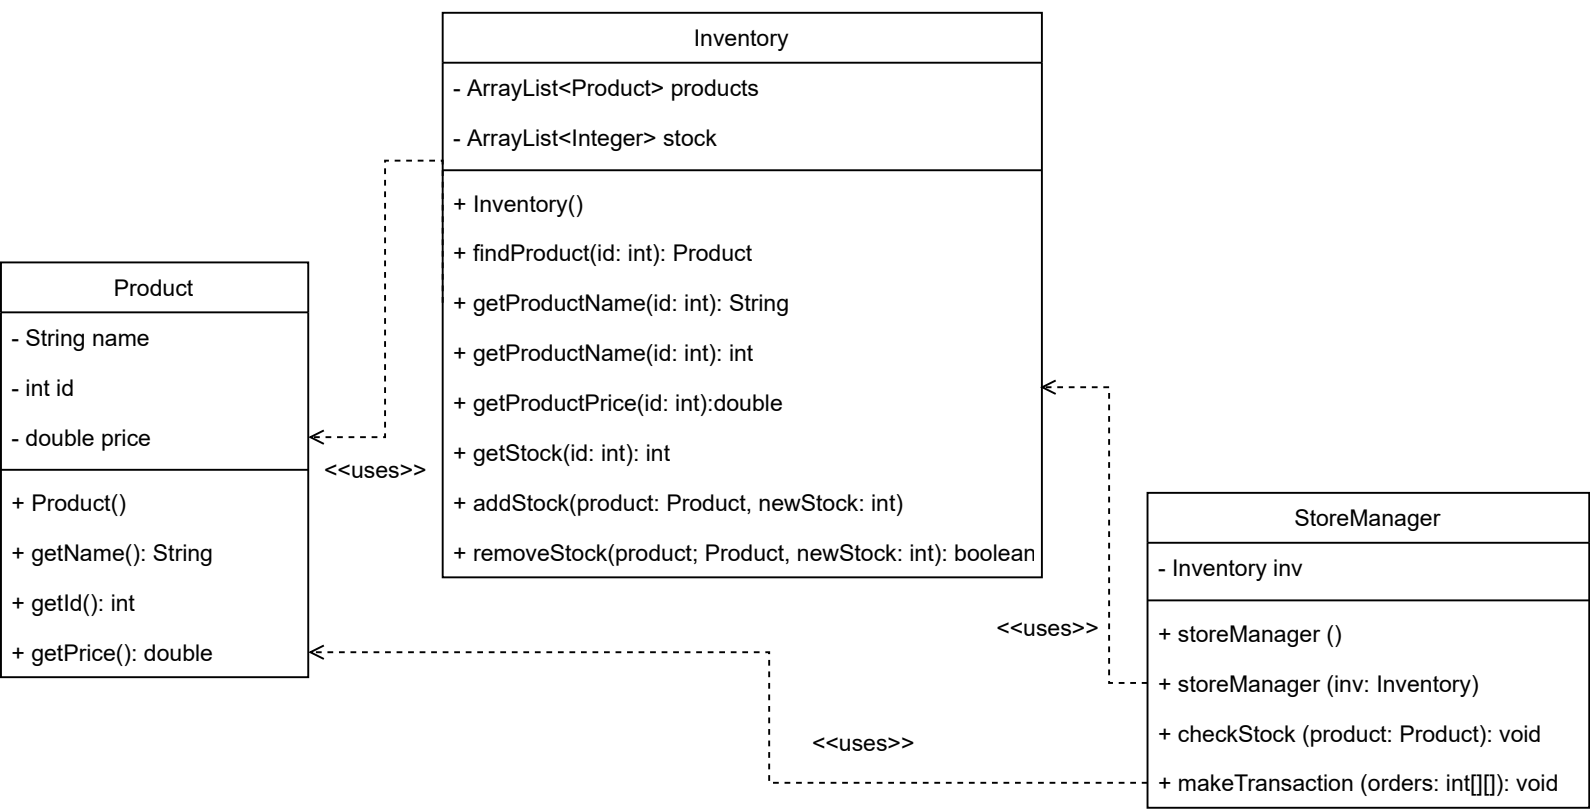 Inventory
- ArrayList<Product> products
- ArrayList<Integer> stock
+ Inventory()
+ findProduct(id: int): Product
+ getProductName(id: int): String
+ getProductName(id: int): int
+ getProductPrice(id: int):double
+ getStock(id: int): int
+ addStock(product: Product, newStock: int)
+ removeStock(product; Product, newStock: int): boolean
Product
- String name
- int id
- double price
+ Product()
+ getName(): String
+ getId(): int
+ getPrice(): double
<<uses>>
StoreManager
- Inventory inv
+ storeManager ()
+ storeManager (inv: Inventory)
+ checkStock (product: Product): void
+ makeTransaction (orders: int[][]): void
<<uses>>
<<uses>>